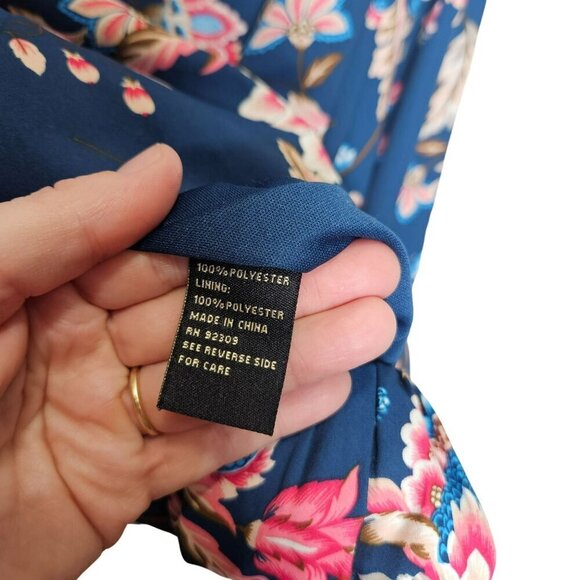 100% POLYESTER
LINING:
100% POLYESTER
MADE IN CHINA
RN 92309
SEE REVERSE SIDE
FOR CARE